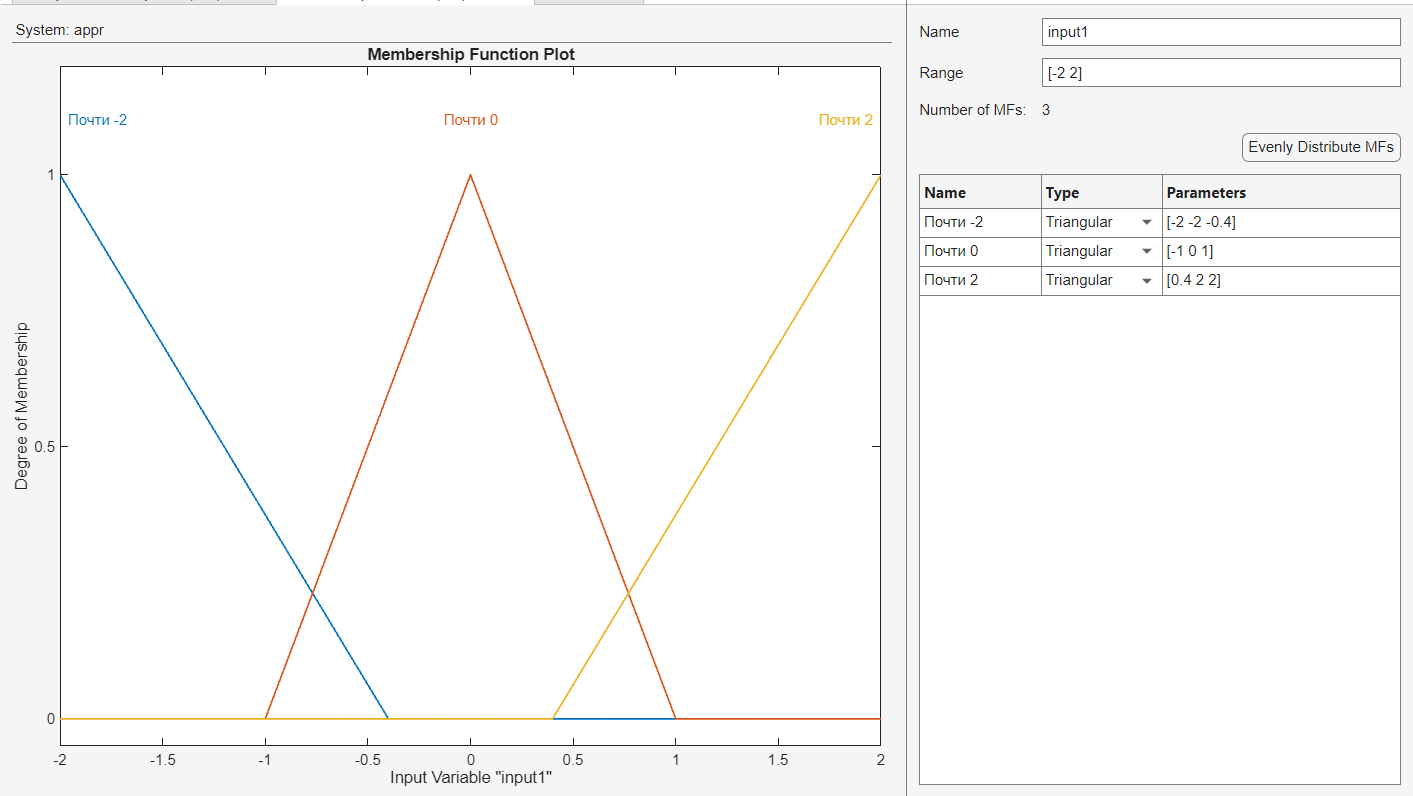 System: appr
Membership Function Plot
Почти -2
Почти 0
Почти 2
1
0.5
0
Degree of Membership
-2 -1.5 -1 -0.5 0 0.5 1 1.5 2
Input Variable "input1"
Name input1
Range [-2 2]
Number of MFs: 3
Evenly Distribute MFs
Name Type Parameters
Почти -2 Triangular [-2 -2 -0.4]
Почти 0 Triangular [-1 0 1]
Почти 2 Triangular [0.4 2 2]